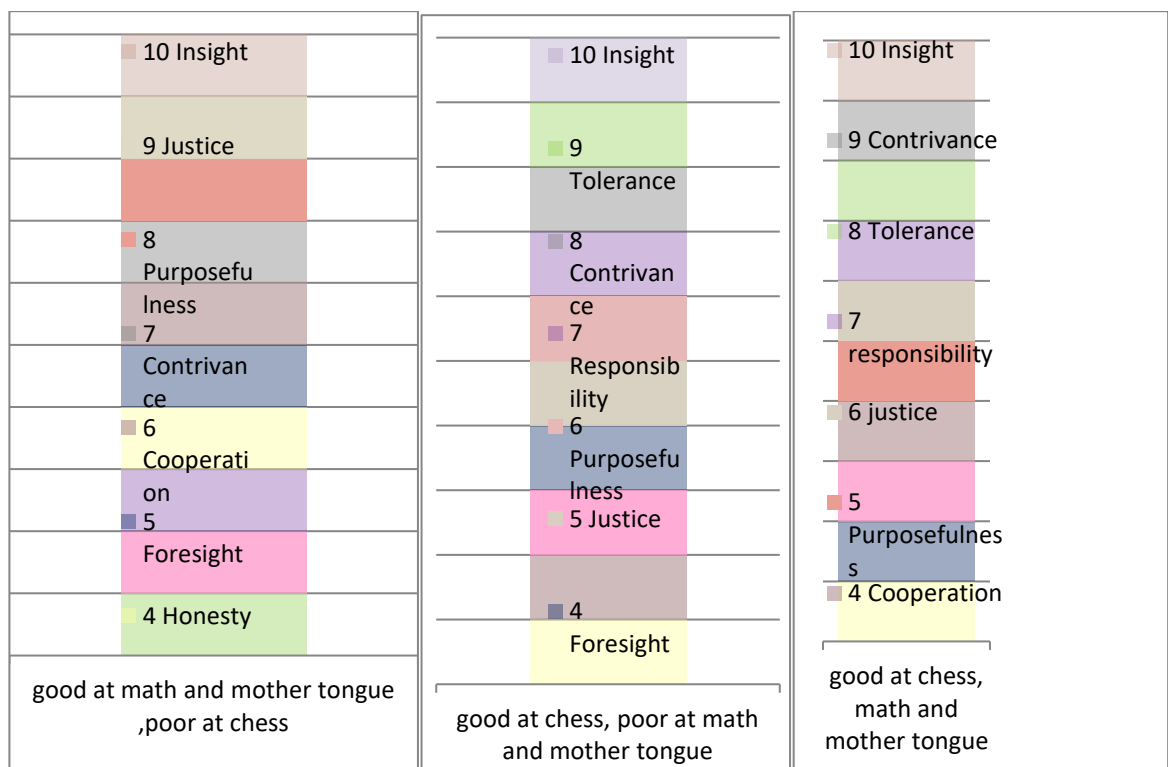 10 Insight
9 Justice
8
Purposefu
lness
7
Contrivan
ce
6
Cooperati
on
5
Foresight
4 Honesty
good at math and mother tongue
,poor at chess
10 Insight
9
Tolerance
8
Contrivan
ce
7
Responsib
ility
6
Purposefu
lness
5 Justice
4
Foresight
good at chess, poor at math
and mother tongue
10 Insight
9 Contrivance
8 Tolerance
7
responsibility
6 justice
5
Purposefulnes
s
4 Cooperation
good at chess,
math and
mother tongue